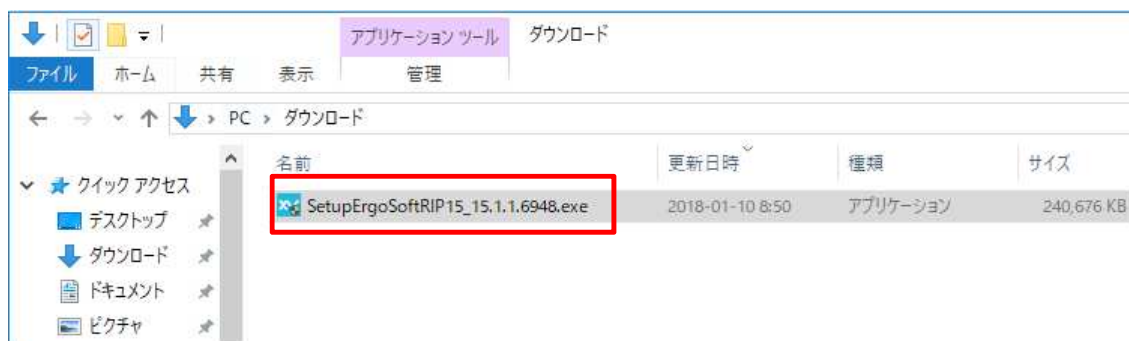 アプリケーション ツール ダウンロード
ファイル ホーム 共有 表示 管理
PC ダウンロード
名前 更新日時 種類 サイズ
クイック アクセス
SetupErgoSoftRIP15_15.1.1.6948.exe 2018-01-10 8:50 アプリケーション 240,676 KB
デスクトップ
ダウンロード
ドキュメント
ピクチャ